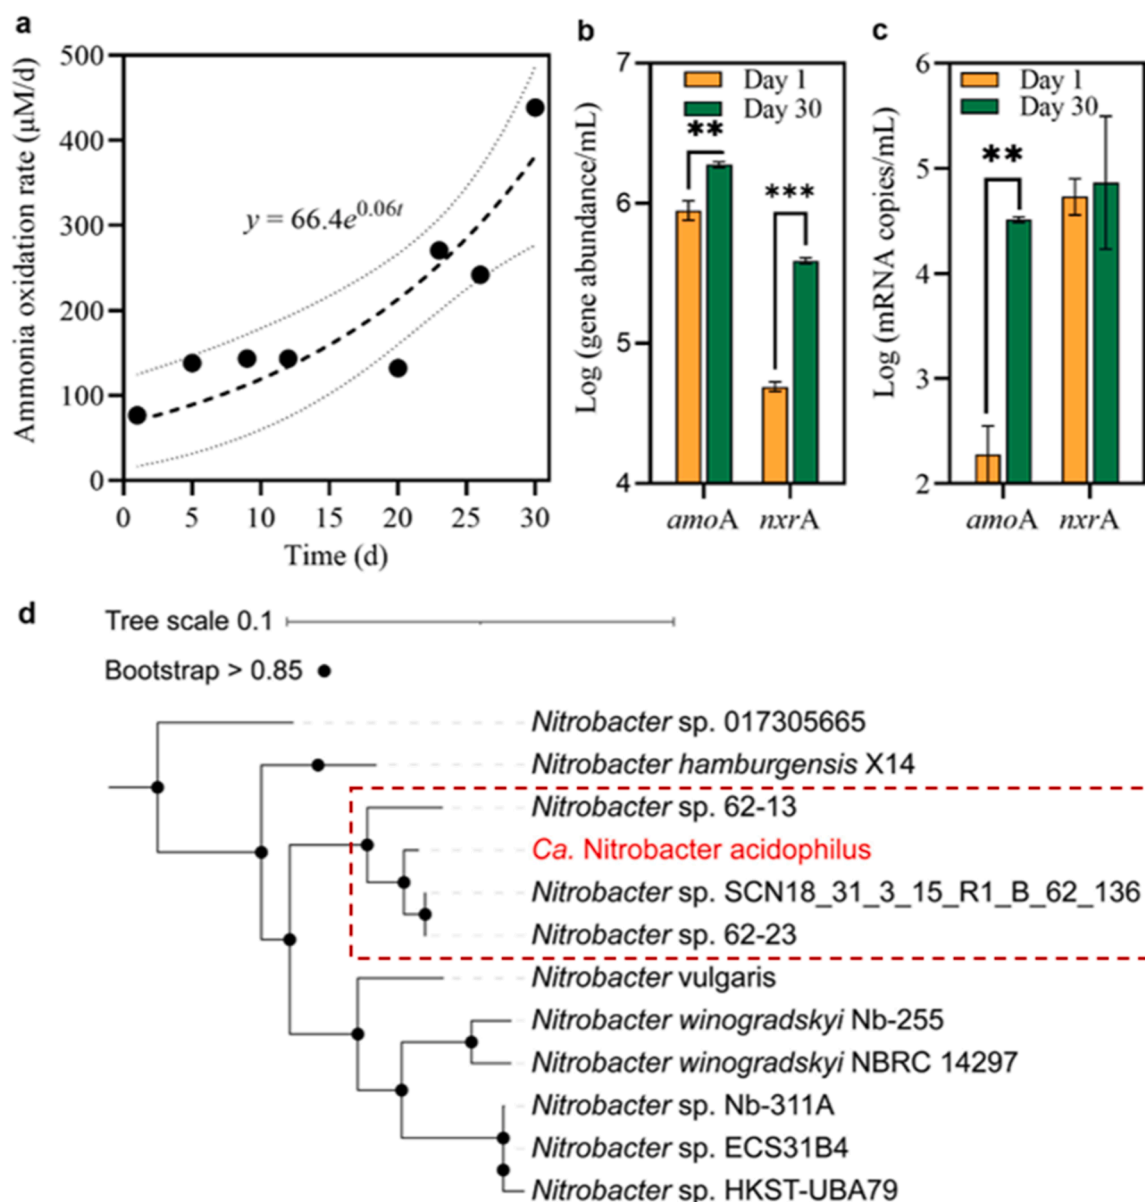 a
Ammonia oxidation rate (μM/d)
500
400
300
200
100
0
y = 66.4e^0.06t
0 5 10 15 20 25 30
Time (d)
b
Log (gene abundance/mL)
7
6
5
4
Day 1
Day 30
**
***
amoA nxrA
c
Log (mRNA copies/mL)
6
5
4
3
2
Day 1
Day 30
**
amoA nxrA
d
Tree scale 0.1
Bootstrap > 0.85
Nitrobacter sp. 017305665
Nitrobacter hamburgensis X14
Nitrobacter sp. 62-13
Ca. Nitrobacter acidophilus
Nitrobacter sp. SCN18_31_3_15_R1_B_62_136
Nitrobacter sp. 62-23
Nitrobacter vulgaris
Nitrobacter winogradskyi Nb-255
Nitrobacter winogradskyi NBRC 14297
Nitrobacter sp. Nb-311A
Nitrobacter sp. ECS31B4
Nitrobacter sp. HKST-UBA79